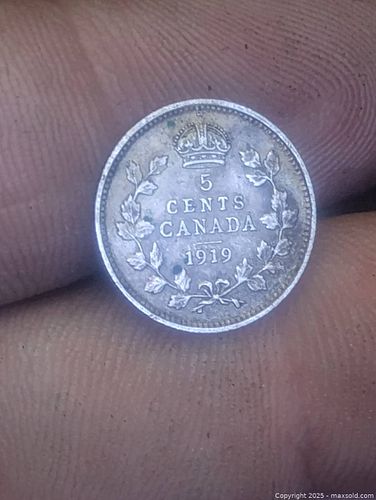 5
CENTS
CANADA
1919
Copyright 2025 - maxsold.com